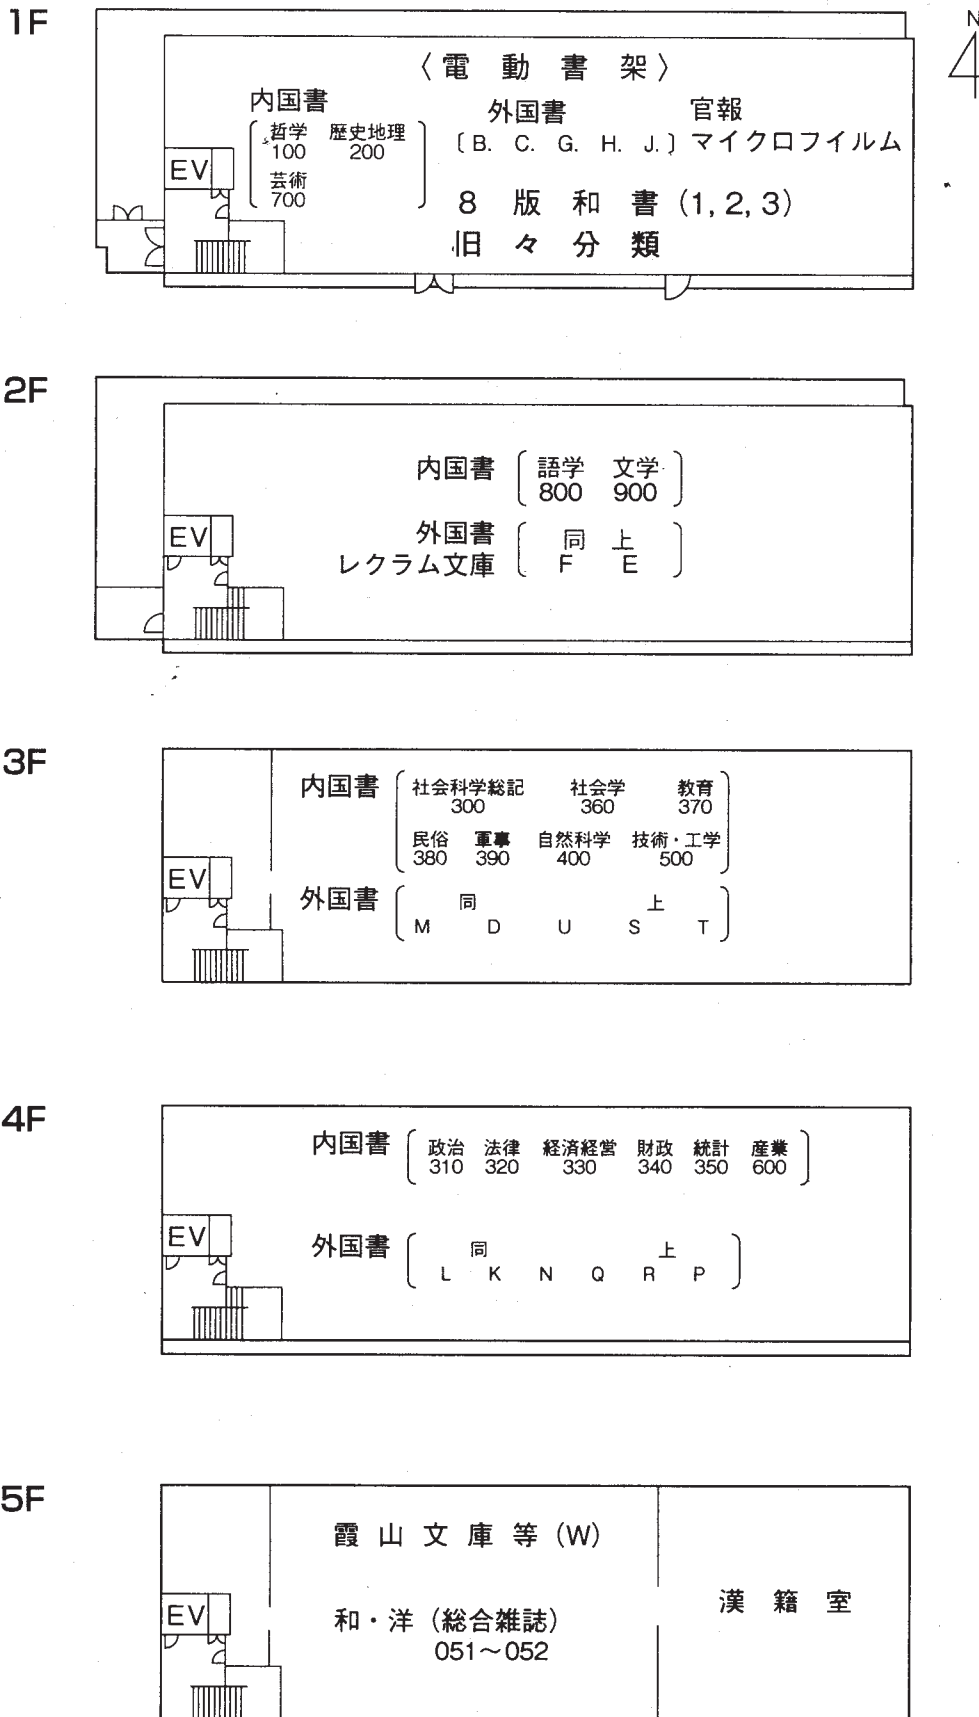 1F
N
〈電動書架〉
内国書 外国書 官報
哲学 歴史地理
100 200
〔B. C. G. H. J.〕マイクロフイルム
芸術
700
EV
8版和書(1, 2, 3)
旧々分類
2F
内国書 語学 文学
800 900
EV
外国書 同上
レクラム文庫 F E
3F
内国書 社会科学総記 社会学 教育
300 360 370
民俗 軍事 自然科学 技術・工学
380 390 400 500
EV
外国書 同上
M D U S T
4F
内国書 政治 法律 経済経営 財政 統計 産業
310 320 330 340 350 600
EV
外国書 同上
L K N Q R P
5F
霞山文庫等(W)
漢籍室
EV
和・洋(総合雑誌)
051〜052